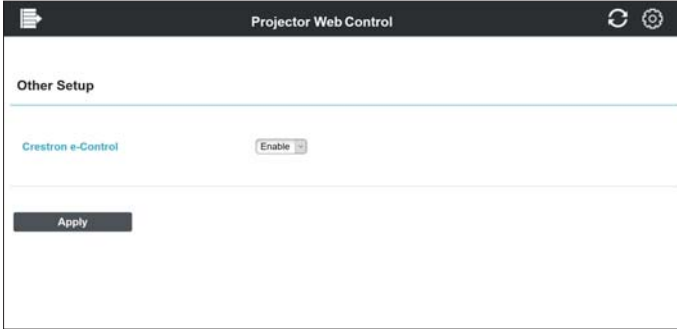 Projector Web Control
Other Setup
Crestron e-Control
Enable
Apply